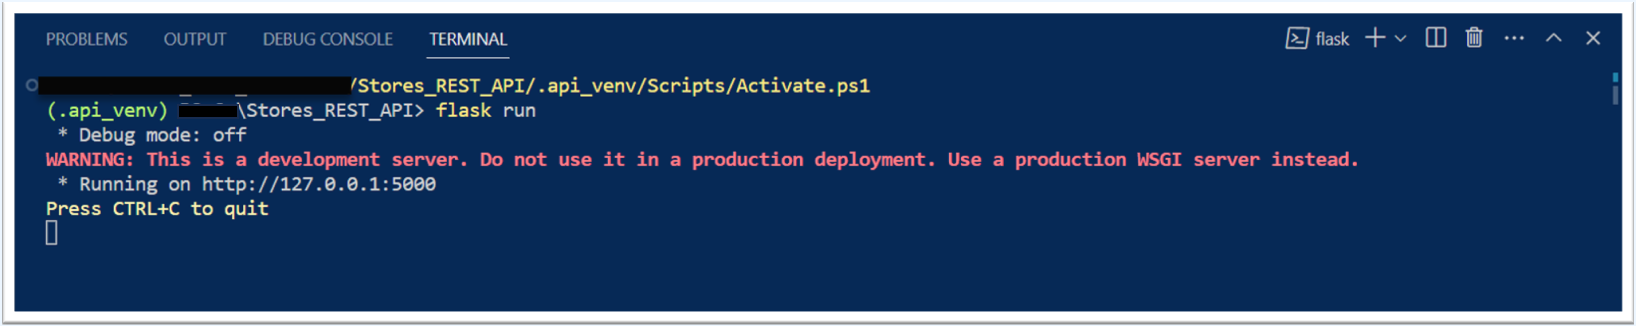 PROBLEMS OUTPUT DEBUG CONSOLE TERMINAL flask
/Stores_REST_API/.api_venv/Scripts/Activate.ps1
(.api_venv) \Stores_REST_API> flask run
* Debug mode: off
WARNING: This is a development server. Do not use it in a production deployment. Use a production WSGI server instead.
* Running on http://127.0.0.1:5000
Press CTRL+C to quit